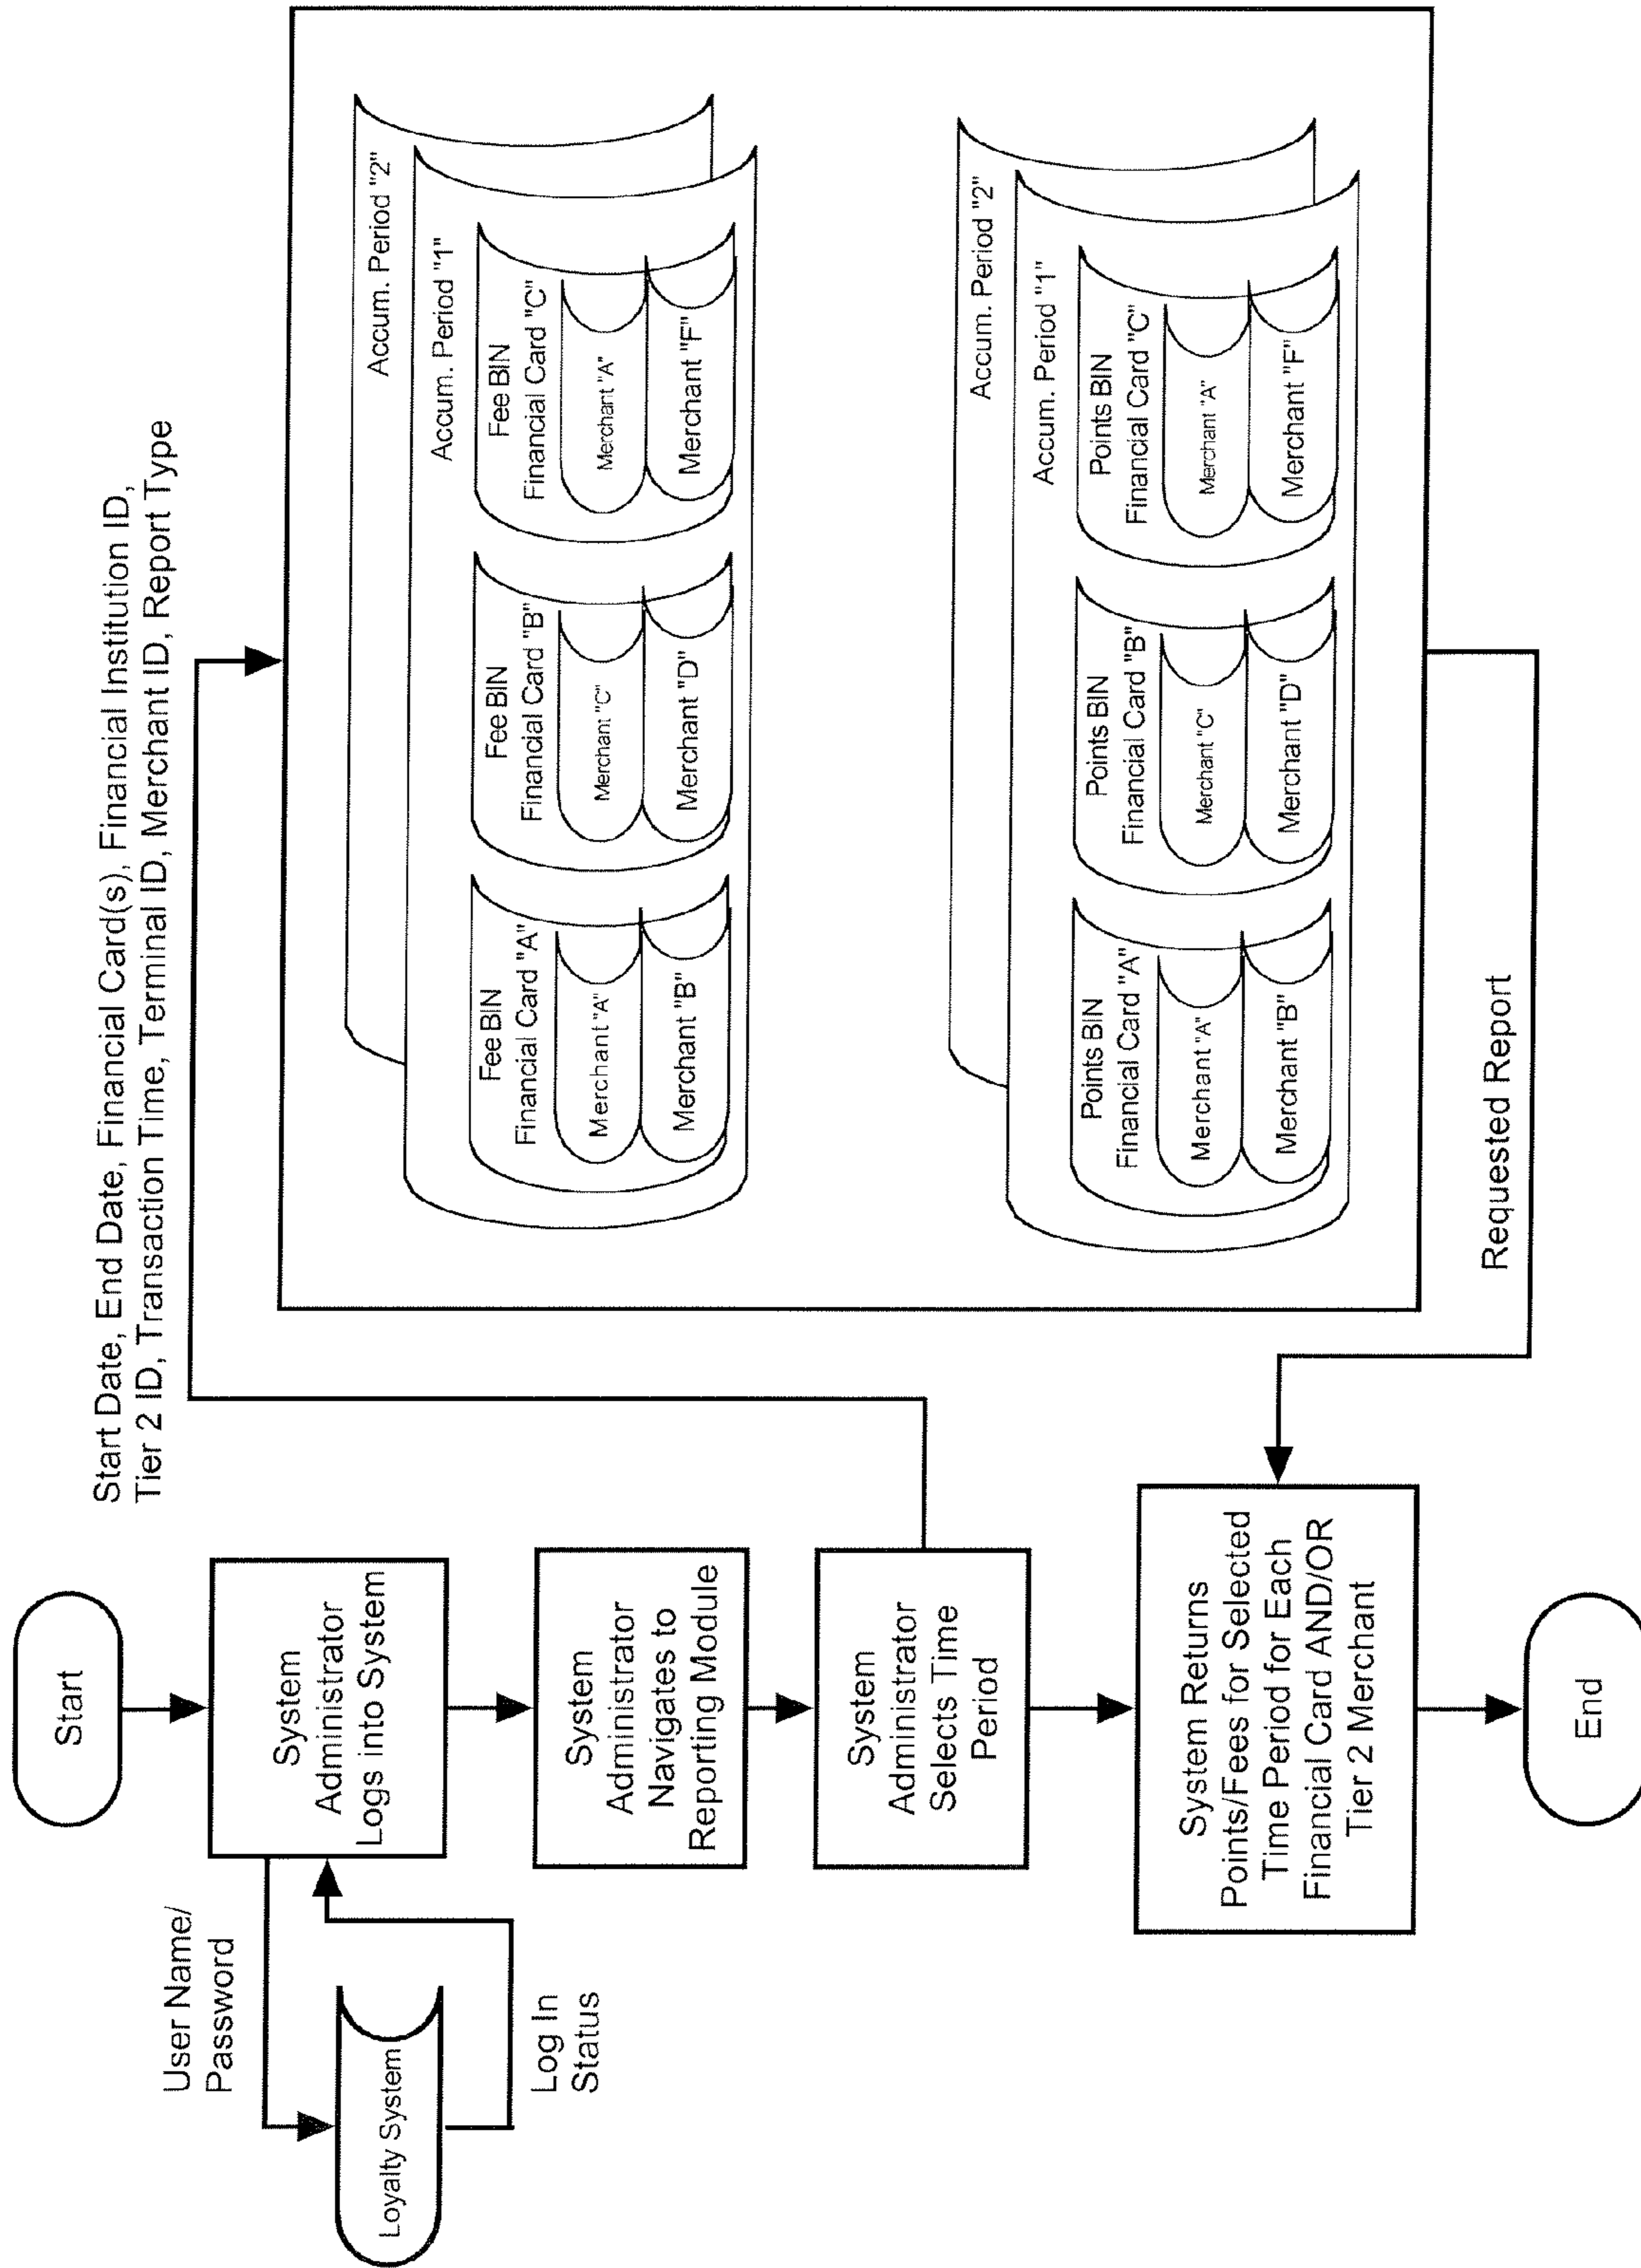 Start
System
Administrator
Logs into System
User Name/
Password
Loyalty System
Log In
Status
System
Administrator
Navigates to
Reporting Module
System
Administrator
Selects Time
Period
Start Date, End Date, Financial Card(s), Financial Institution ID,
Tier 2 ID, Transaction Time, Terminal ID, Merchant ID, Report Type
Accum. Period "2"
Accum. Period "1"
Fee BIN
Financial Card "A"
Merchant "A"
Merchant "B"
Fee BIN
Financial Card "B"
Merchant "C"
Merchant "D"
Fee BIN
Financial Card "C"
Merchant "A"
Merchant "F"
Accum. Period "2"
Accum. Period "1"
Points BIN
Financial Card "A"
Merchant "A"
Merchant "B"
Points BIN
Financial Card "B"
Merchant "C"
Merchant "D"
Points BIN
Financial Card "C"
Merchant "A"
Merchant "F"
Requested Report
System Returns
Points/Fees for Selected
Time Period for Each
Financial Card AND/OR
Tier 2 Merchant
End